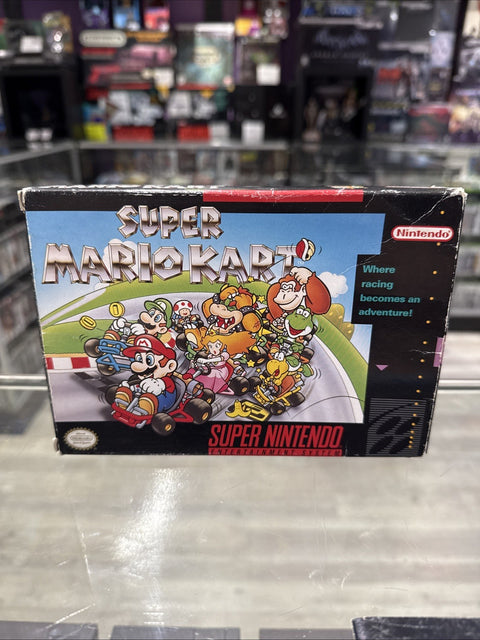 SUPER
MARIO KART
Nintendo
Where
racing
becomes an
adventure!
SUPER NINTENDO
ENTERTAINMENT SYSTEM